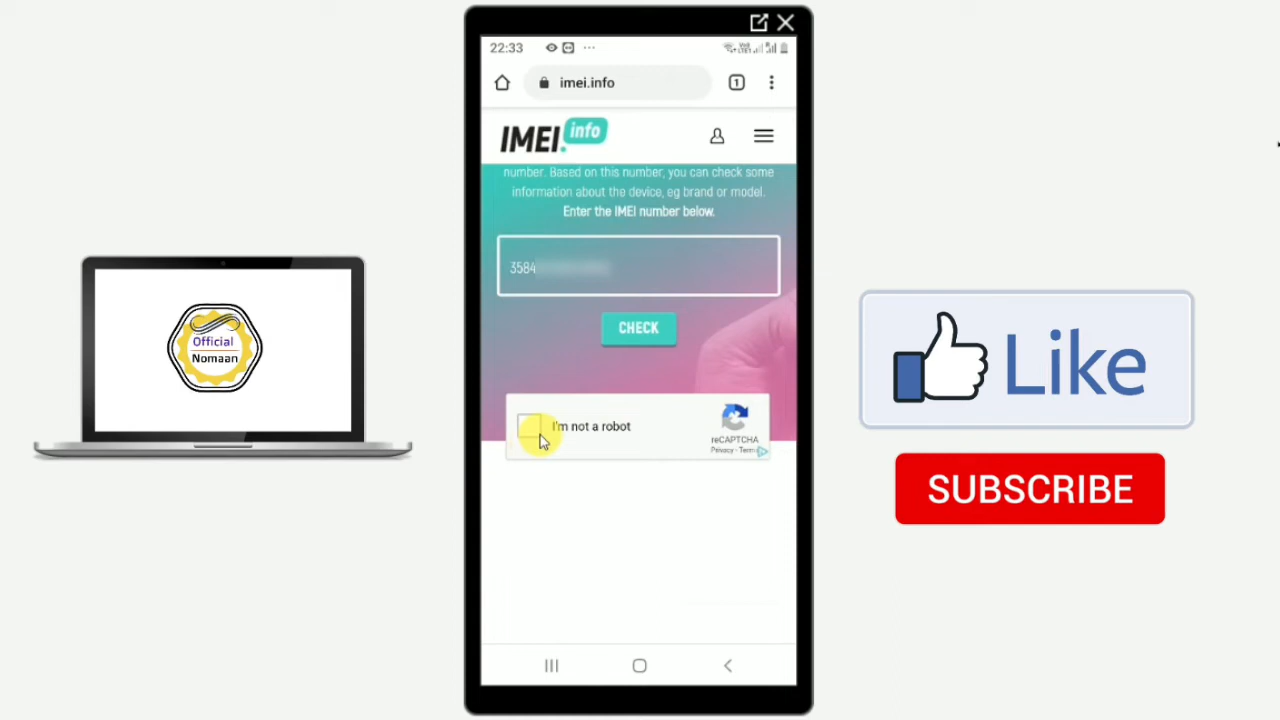 22:33
imei.info
1
IMEI.info
number. Based on this number, you can check some
information about the device, eg brand or model.
Enter the IMEI number below.
3584
CHECK
I'm not a robot
reCAPTCHA
Privacy - Terms
Official
Nomaan
Like
SUBSCRIBE